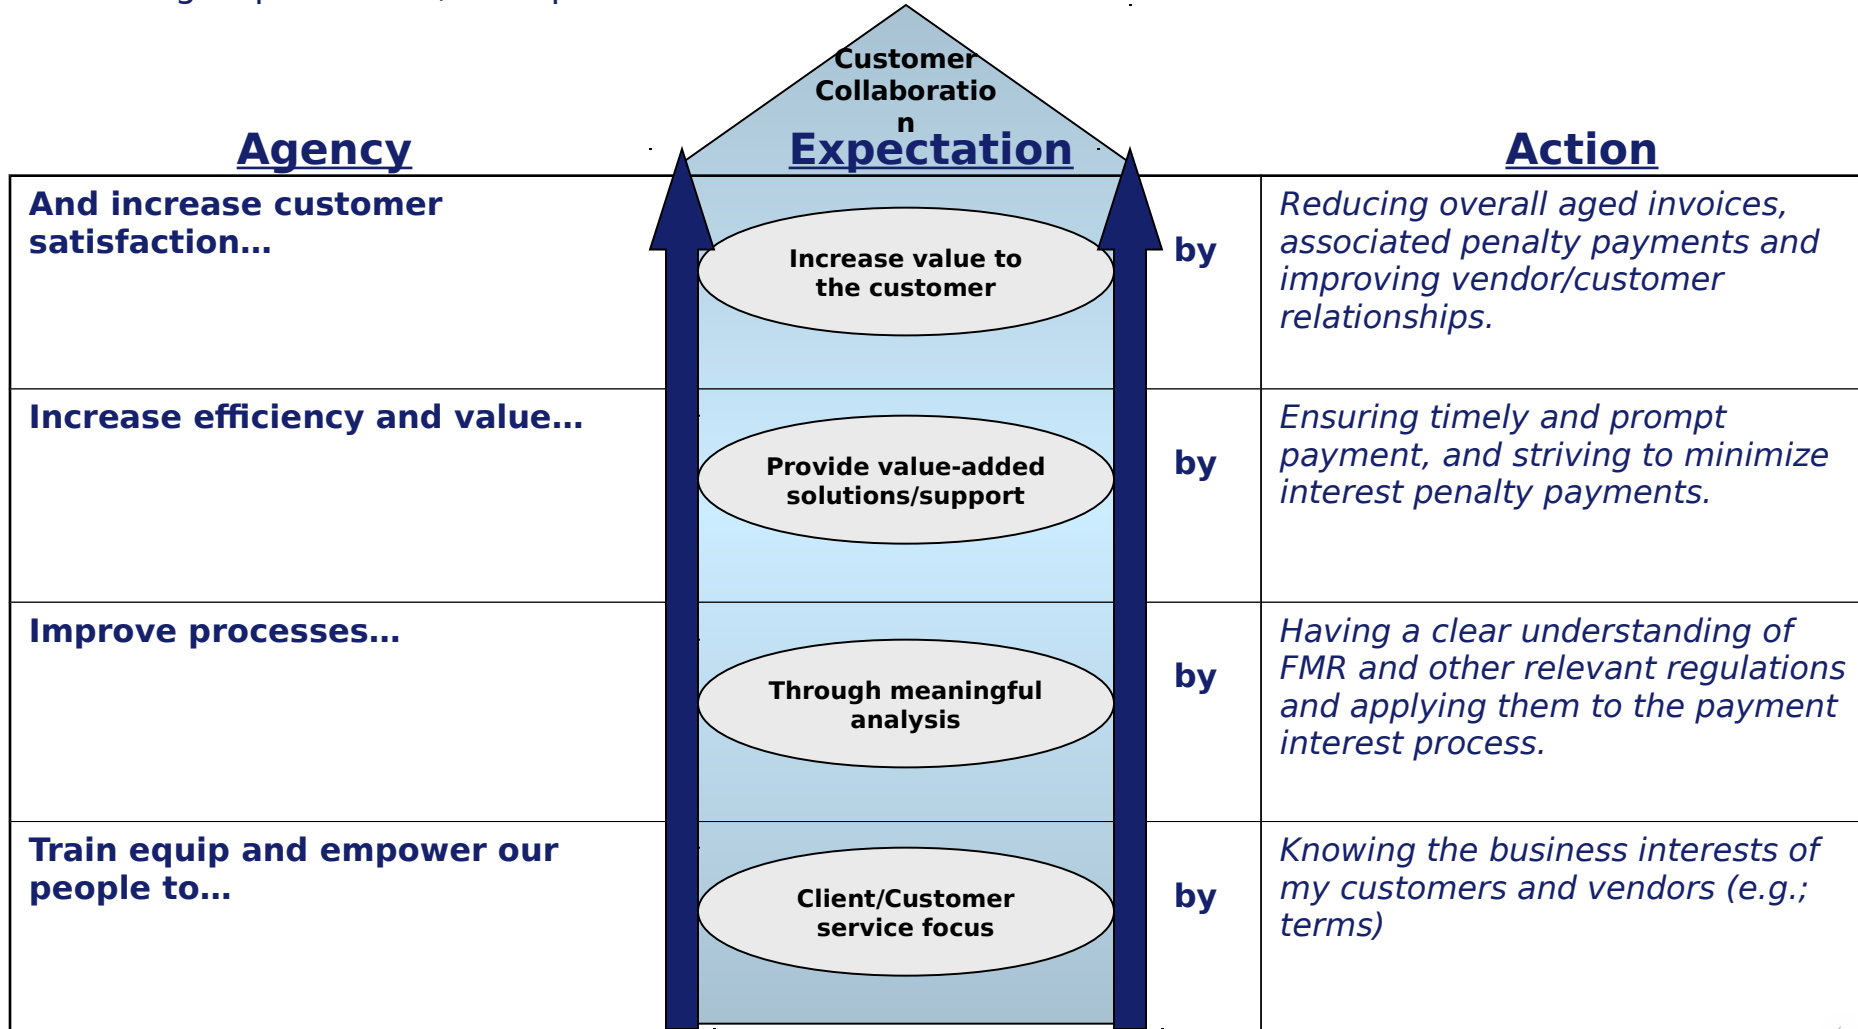 Customer
Collaboratio
n
Agency
Expectation
Action
And increase customer
satisfaction…
Increase value to
the customer
by
Reducing overall aged invoices,
associated penalty payments and
improving vendor/customer
relationships.
Increase efficiency and value…
Provide value-added
solutions/support
by
Ensuring timely and prompt
payment, and striving to minimize
interest penalty payments.
Improve processes…
Through meaningful
analysis
by
Having a clear understanding of
FMR and other relevant regulations
and applying them to the payment
interest process.
Train equip and empower our
people to…
Client/Customer
service focus
by
Knowing the business interests of
my customers and vendors (e.g.;
terms)